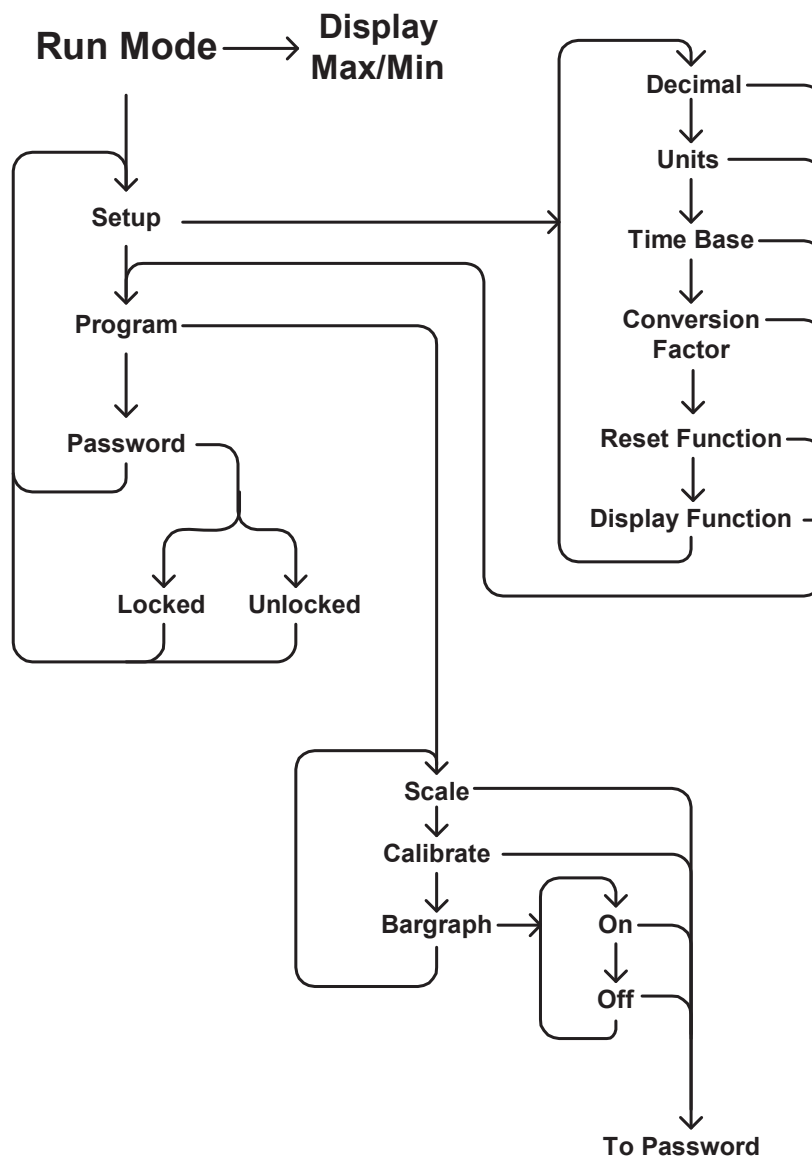 Run Mode
Display
Max/Min
Setup
Program
Password
Locked
Unlocked
Decimal
Units
Time Base
Conversion
Factor
Reset Function
Display Function
Scale
Calibrate
Bargraph
On
Off
To Password